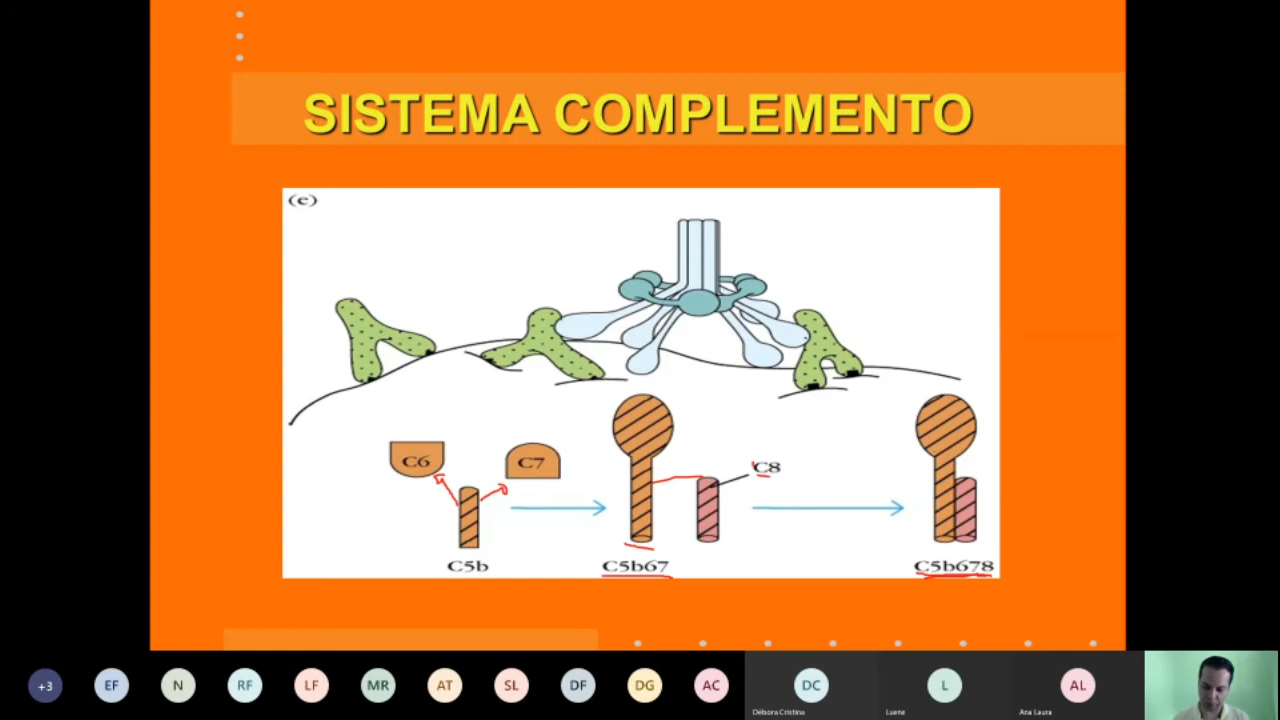 SISTEMA COMPLEMENTO
(e)
C6
C7
C8
C5b
C5b67
C5b678
+3
EF
N
RF
LF
MR
AT
SL
DF
DG
AC
DC
L
AL
Débora Cristina
Luene
Ana Laura